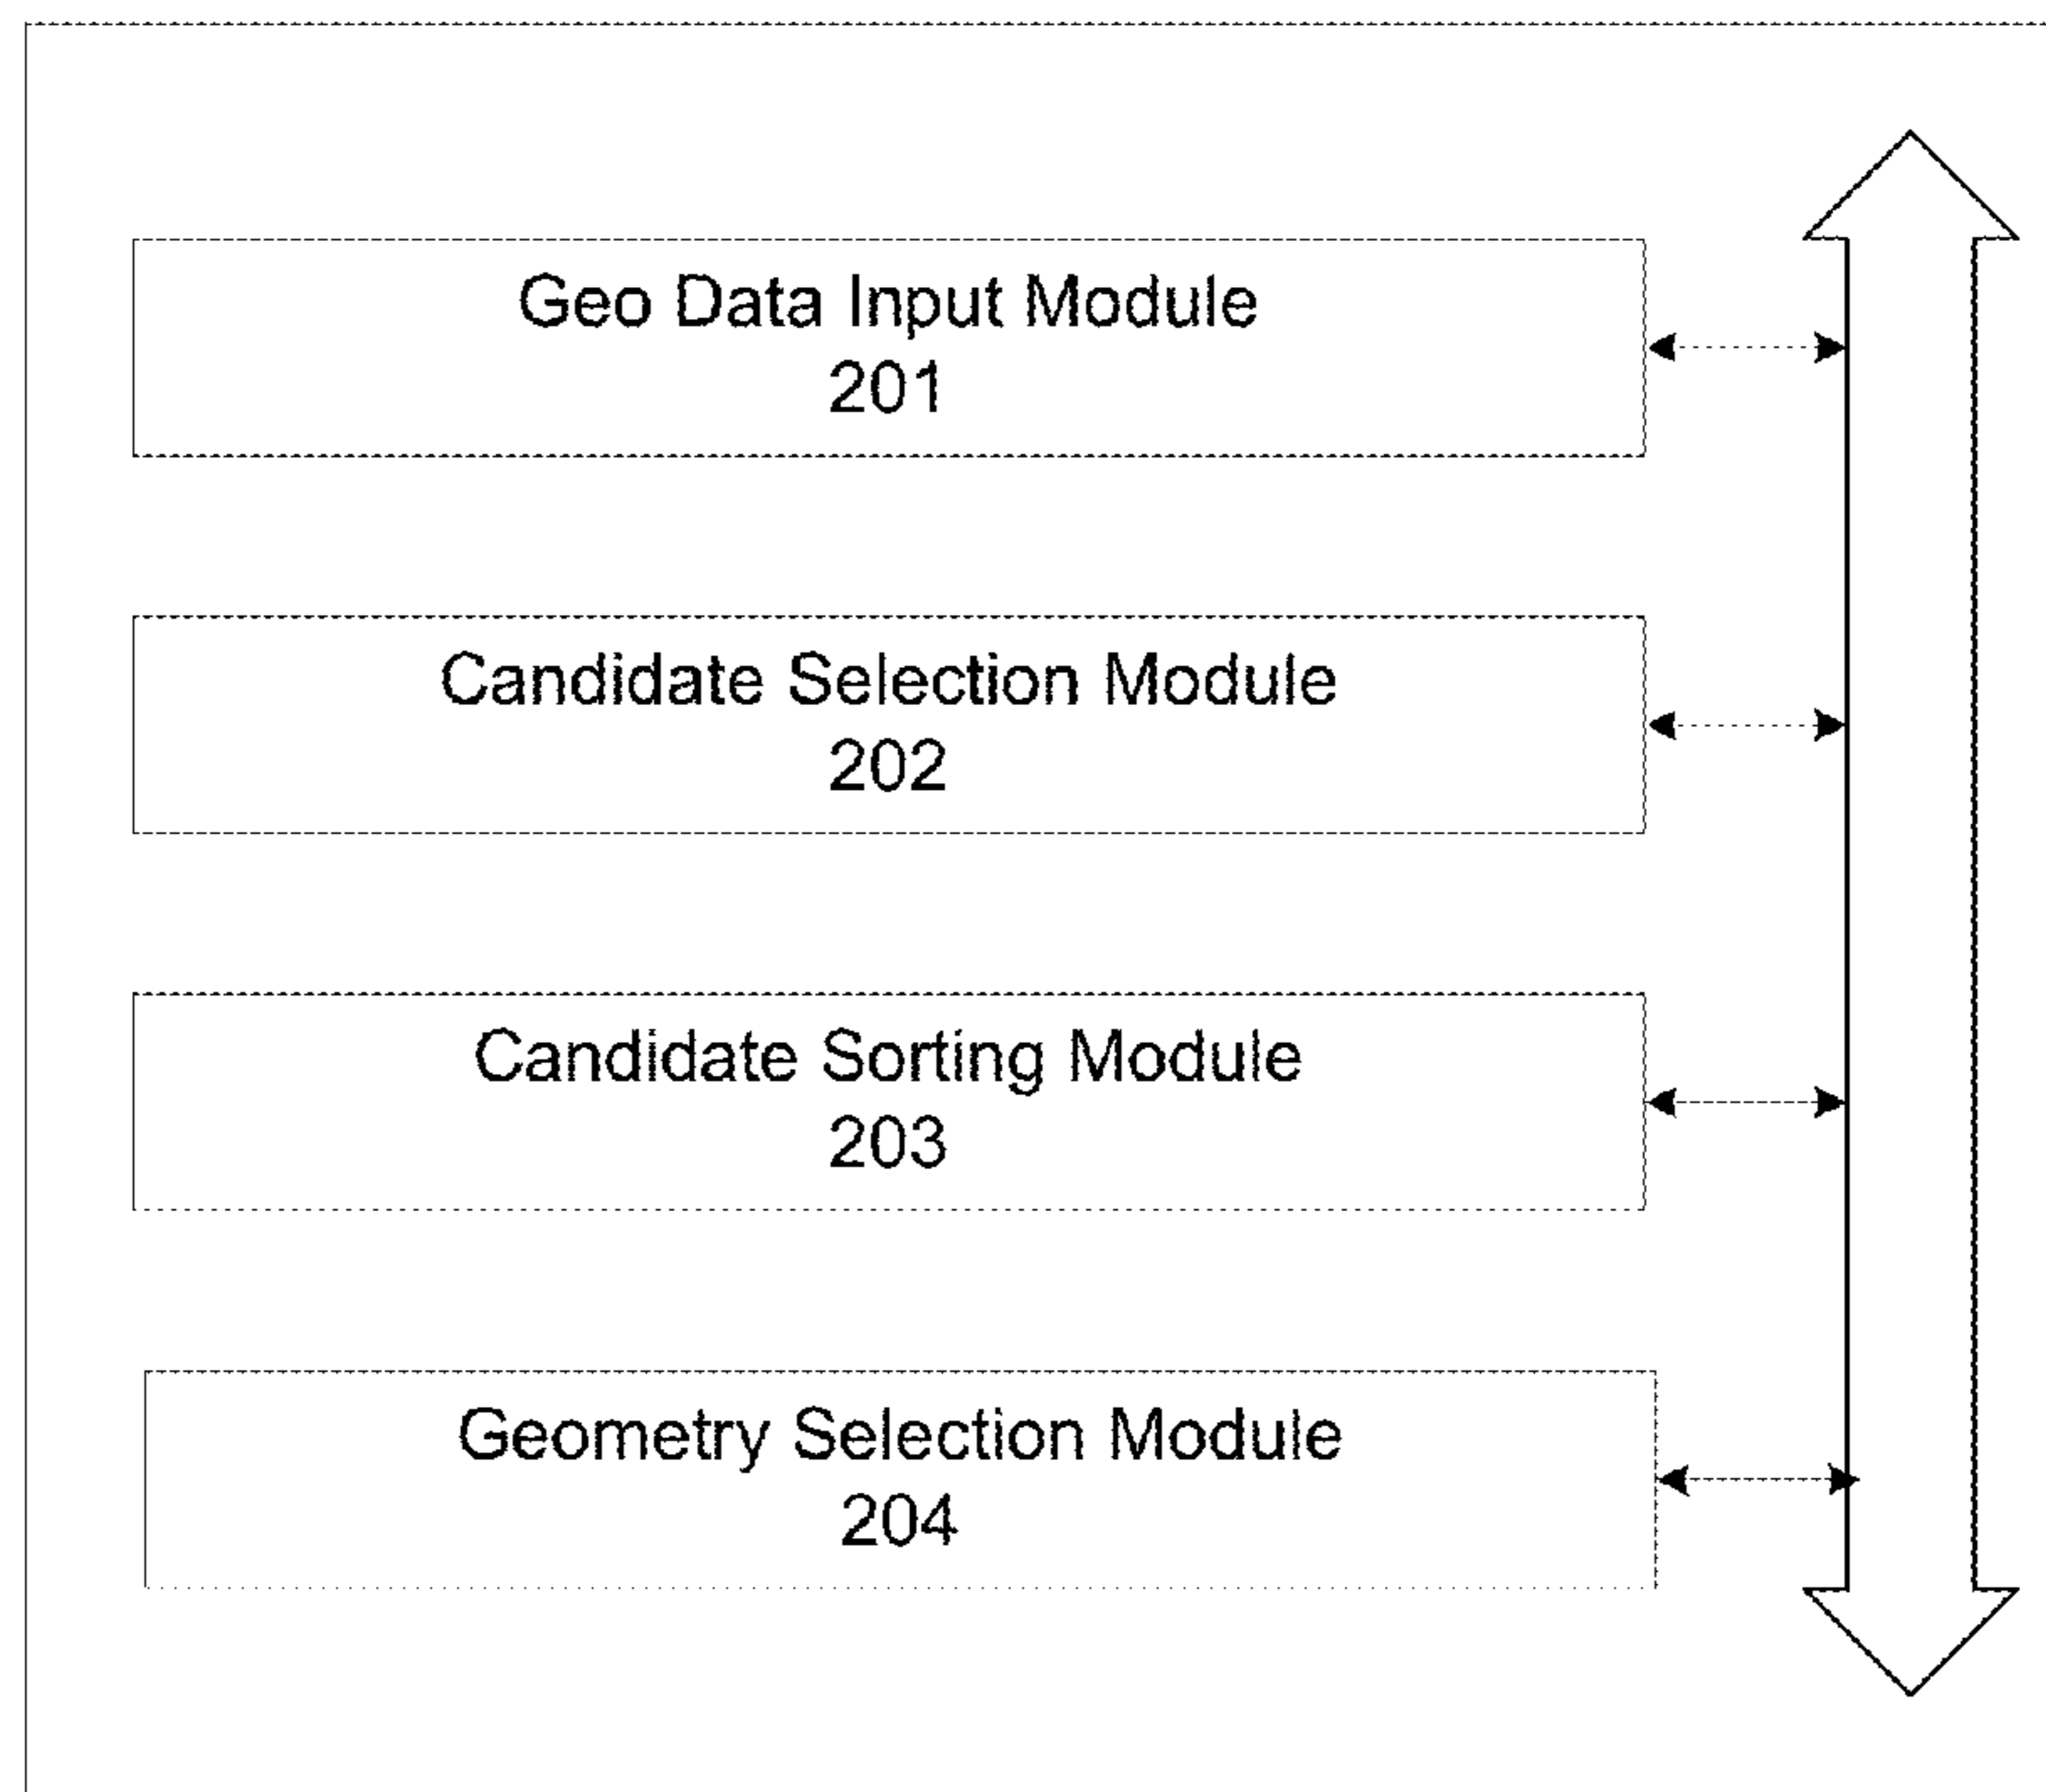 Geo Data Input Module
201
Candidate Selection Module
202
Candidate Sorting Module
203
Geometry Selection Module
204